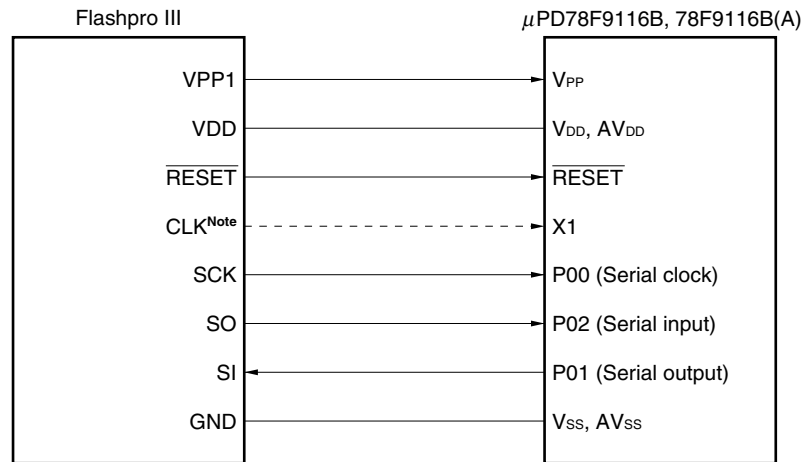 Flashpro III μPD78F9116B, 78F9116B(A)
VPP1 VPP
VDD VDD, AVDD
RESET RESET
CLKNote X1
SCK P00 (Serial clock)
SO P02 (Serial input)
SI P01 (Serial output)
GND VSS, AVSS